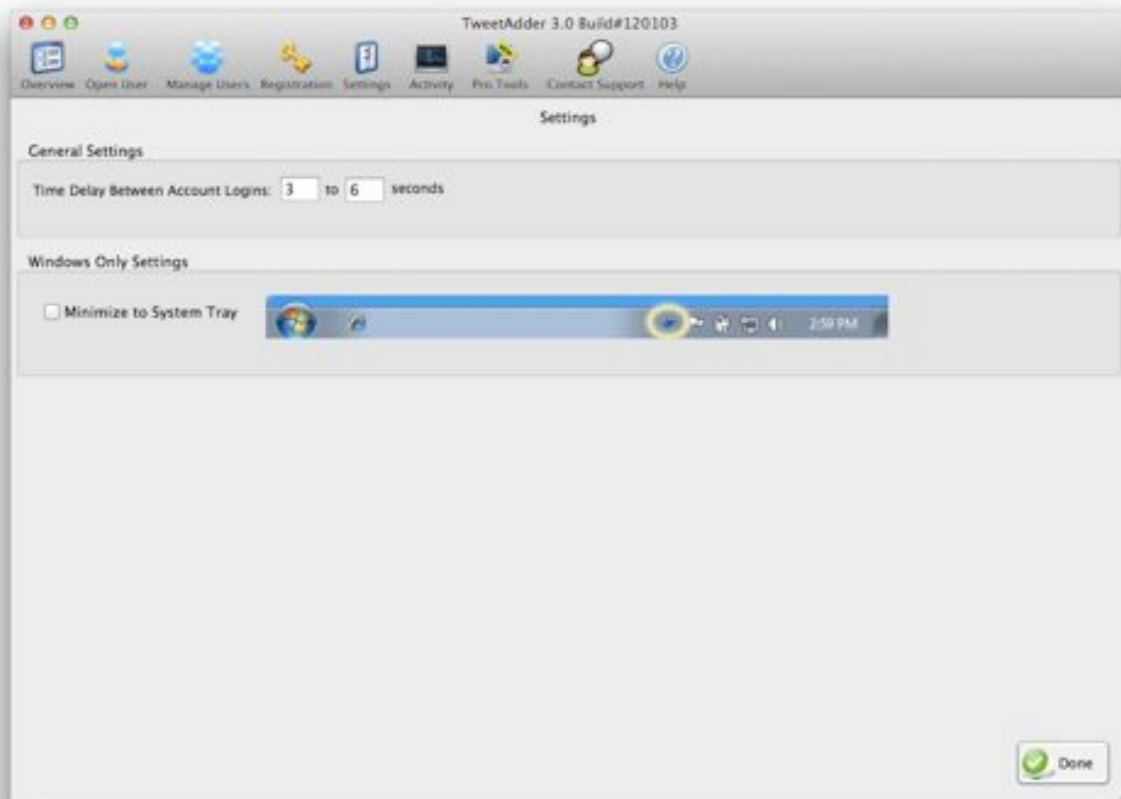 TweetAdder 3.0 Build#120103
Overview Open User Manage Users Registration Settings Activity Pro Tools Contact Support Help
Settings
General Settings
Time Delay Between Account Logins: 3 to 6 seconds
Windows Only Settings
Minimize to System Tray
2:59 PM
Done